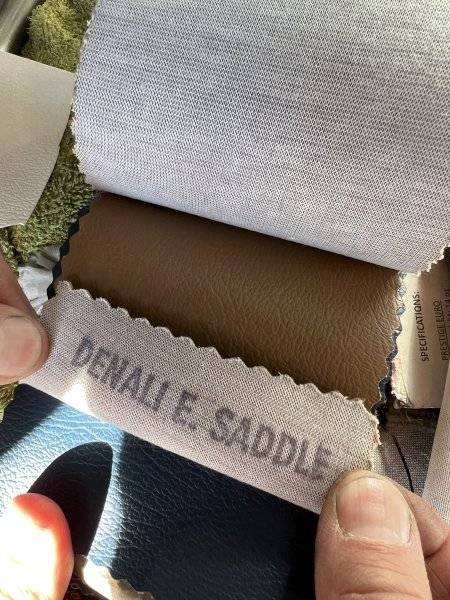 DENALI E. SADDLE
SPECIFICATIONS:
PRESTIGE EURO